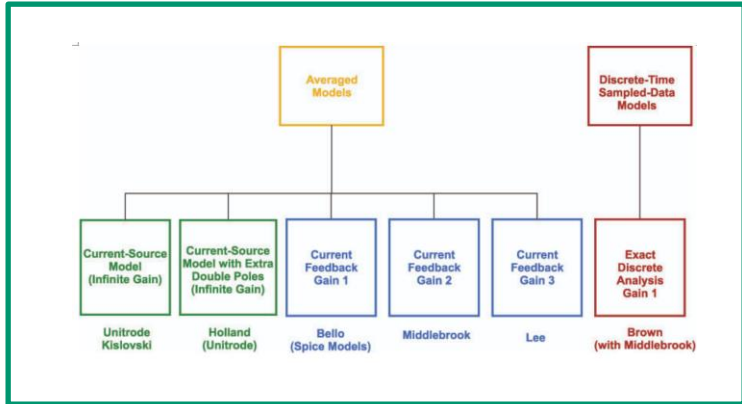 Averaged
Models
Discrete-Time
Sampled-Data
Models
Current-Source
Model
(Infinite Gain)
Current-Source
Model with Extra
Double Poles
(Infinite Gain)
Current
Feedback
Gain 1
Current
Feedback
Gain 2
Current
Feedback
Gain 3
Exact
Discrete
Analysis
Gain 1
Unitrode
Kislovski
Holland
(Unitrode)
Bello
(Spice Models)
Middlebrook
Lee
Brown
(with Middlebrook)